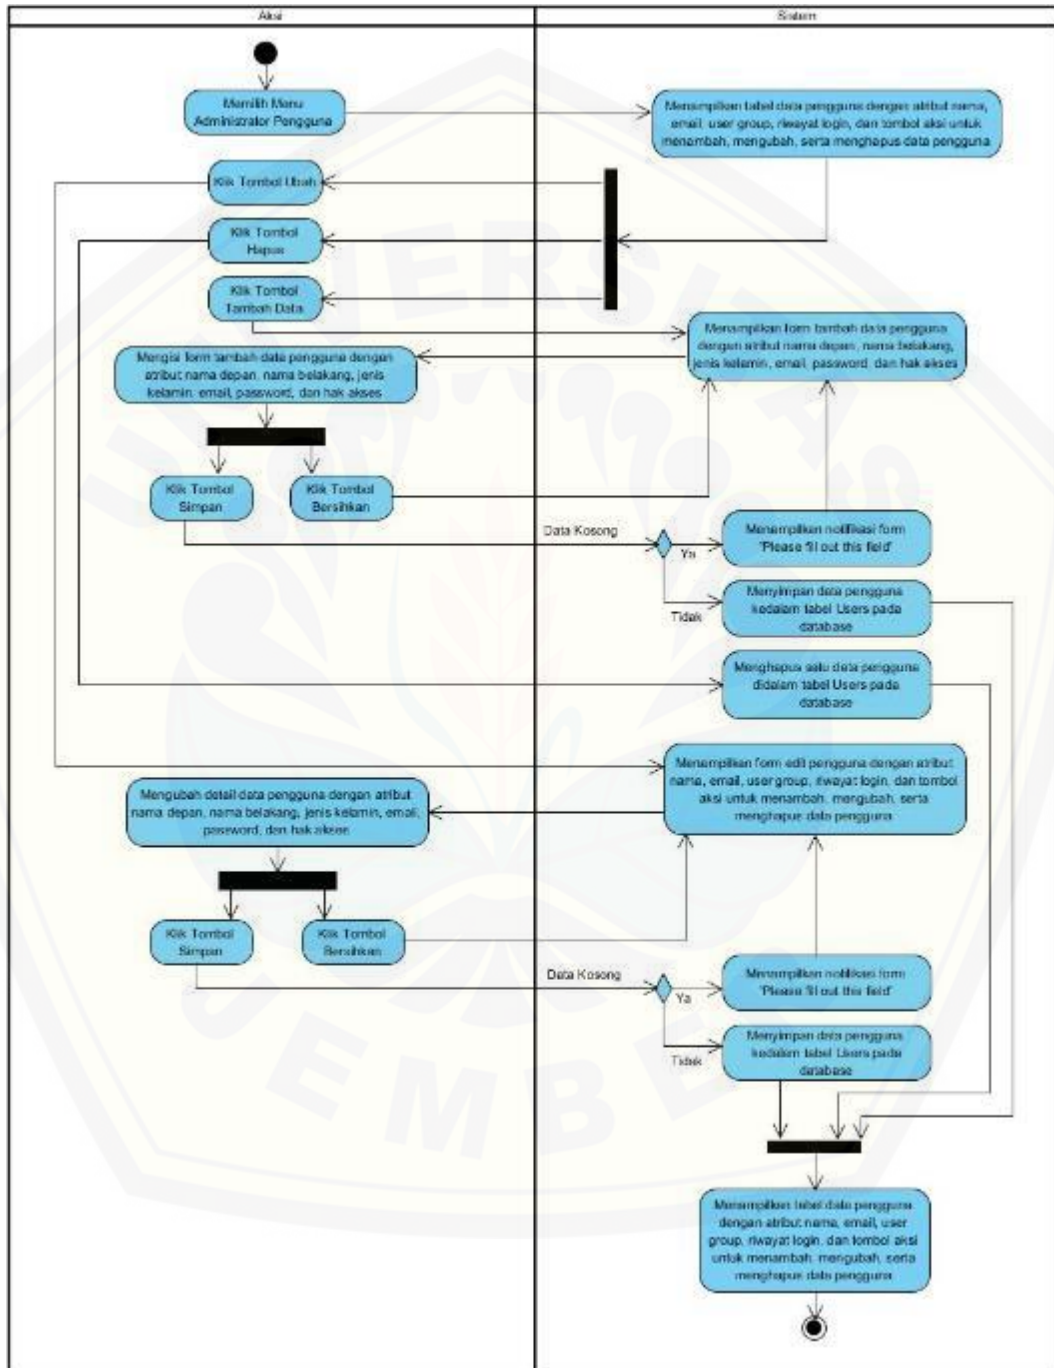 Aksi
Sistem
Memilih Menu
Administrator Pengguna
Menampilkan tabel data pengguna dengan atribut nama,
email, user group, riwayat login, dan tombol aksi untuk
menambah, mengubah, serta menghapus data pengguna
Klik Tombol Ubah
Klik Tombol
Hapus
Klik Tombol
Tambah Data
Menampilkan form tambah data pengguna
dengan atribut nama depan, nama belakang,
jenis kelamin, email, password, dan hak akses
Mengisi form tambah data pengguna dengan
atribut nama depan, nama belakang, jenis
kelamin, email, password, dan hak akses
Klik Tombol
Simpan
Klik Tombol
Bersihkan
Data Kosong
Ya
Menampilkan notifikasi form
"Please fill out this field"
Tidak
Menyimpan data pengguna
kedalam tabel Users pada
database
Menghapus satu data pengguna
didalam tabel Users pada
database
Menampilkan form edit pengguna dengan atribut
nama, email, user group, riwayat login, dan tombol
aksi untuk menambah, mengubah, serta
menghapus data pengguna
Mengubah detail data pengguna dengan atribut
nama depan, nama belakang, jenis kelamin, email,
password, dan hak akses
Klik Tombol
Simpan
Klik Tombol
Bersihkan
Data Kosong
Ya
Menampilkan notifikasi form
"Please fill out this field"
Tidak
Menyimpan data pengguna
kedalam tabel Users pada
database
Menampilkan tabel data pengguna
dengan atribut nama, email, user
group, riwayat login, dan tombol aksi
untuk menambah, mengubah, serta
menghapus data pengguna
UNIVERSITAS
JEMBER